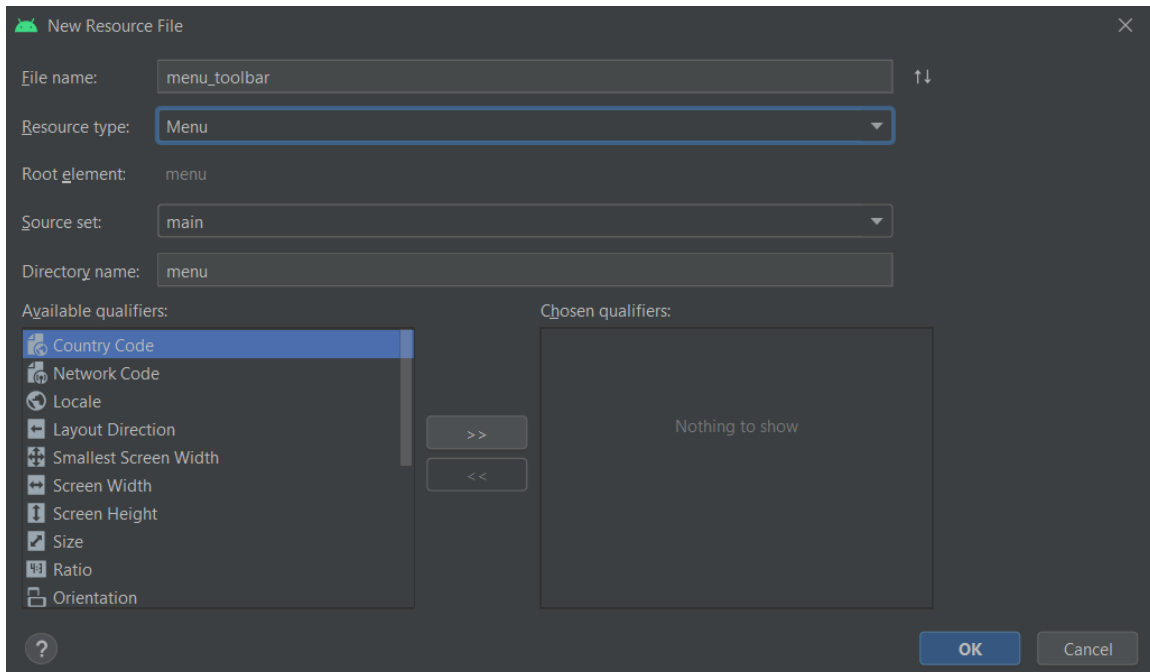 New Resource File
File name: menu_toolbar
Resource type: Menu
Root element: menu
Source set: main
Directory name: menu
Available qualifiers:
Country Code
Network Code
Locale
Layout Direction
Smallest Screen Width
Screen Width
Screen Height
Size
Ratio
Orientation
>>
<<
Chosen qualifiers:
Nothing to show
?
OK Cancel